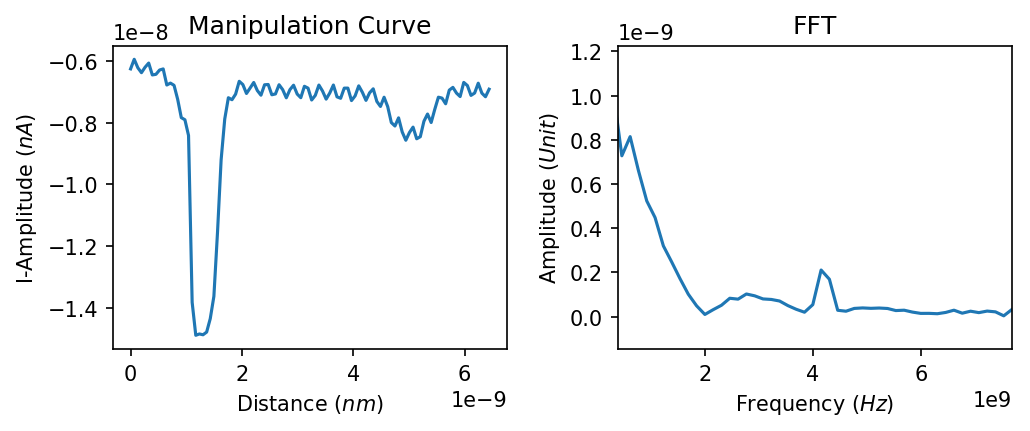 Manipulation Curve
1e−8
−0.6
−0.8
−1.0
−1.2
−1.4
I-Amplitude (nA)
0
2
4
6
1e−9
Distance (nm)
FFT
1e−9
1.2
1.0
0.8
0.6
0.4
0.2
0.0
Amplitude (Unit)
2
4
6
1e9
Frequency (Hz)